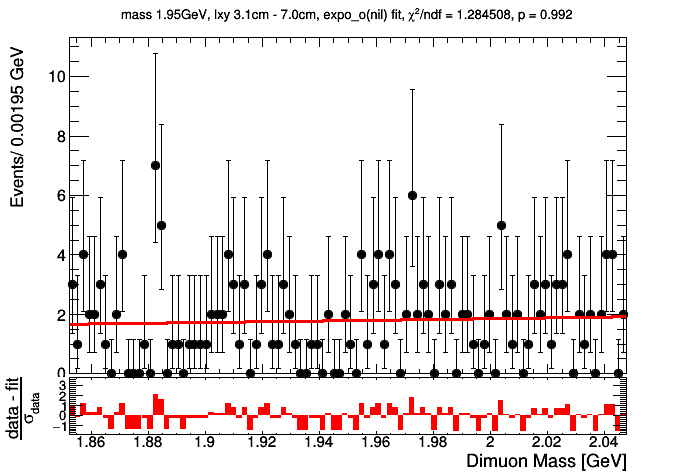 mass 1.95GeV, lxy 3.1cm - 7.0cm, expo_o(nil) fit, χ²/ndf = 1.284508, p = 0.992
Events/ 0.00195 GeV
10
8
6
4
2
0
data - fit
σdata
3
2
1
0
−1
1.86 1.88 1.9 1.92 1.94 1.96 1.98 2 2.02 2.04
Dimuon Mass [GeV]